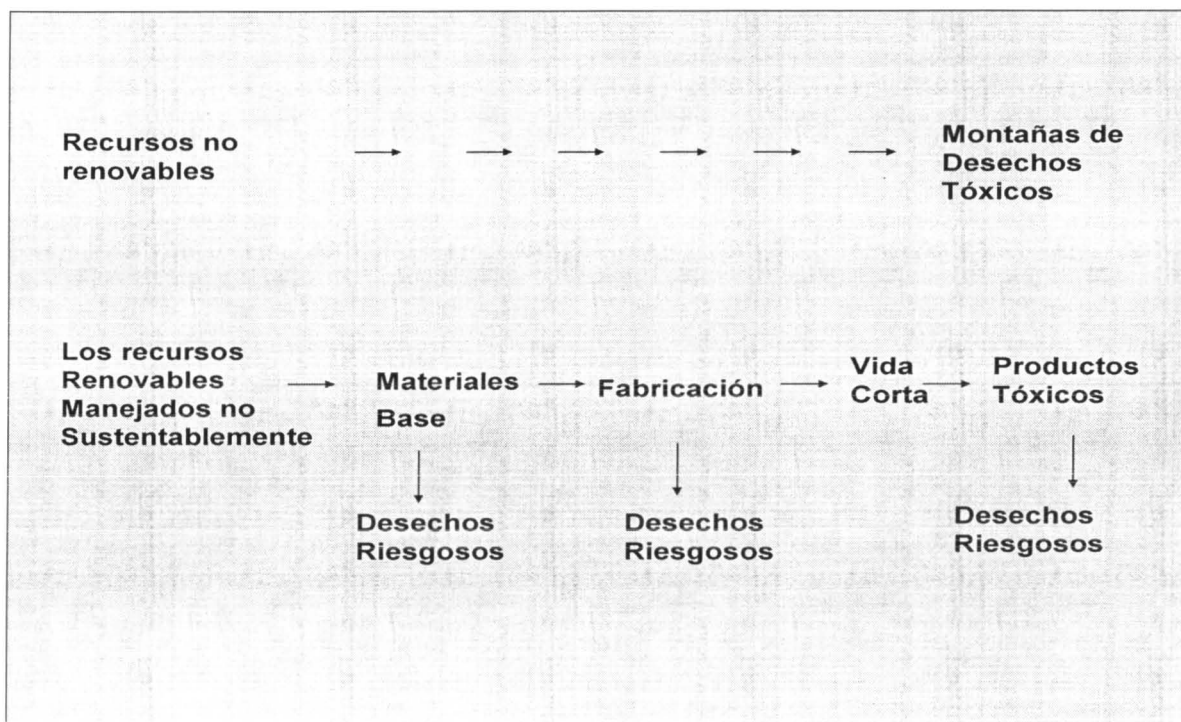 Recursos no
renovables
Montañas de
Desechos
Tóxicos
Los recursos
Renovables
Manejados no
Sustentablemente
Materiales
Base
Fabricación
Vida
Corta
Productos
Tóxicos
Desechos
Riesgosos
Desechos
Riesgosos
Desechos
Riesgosos